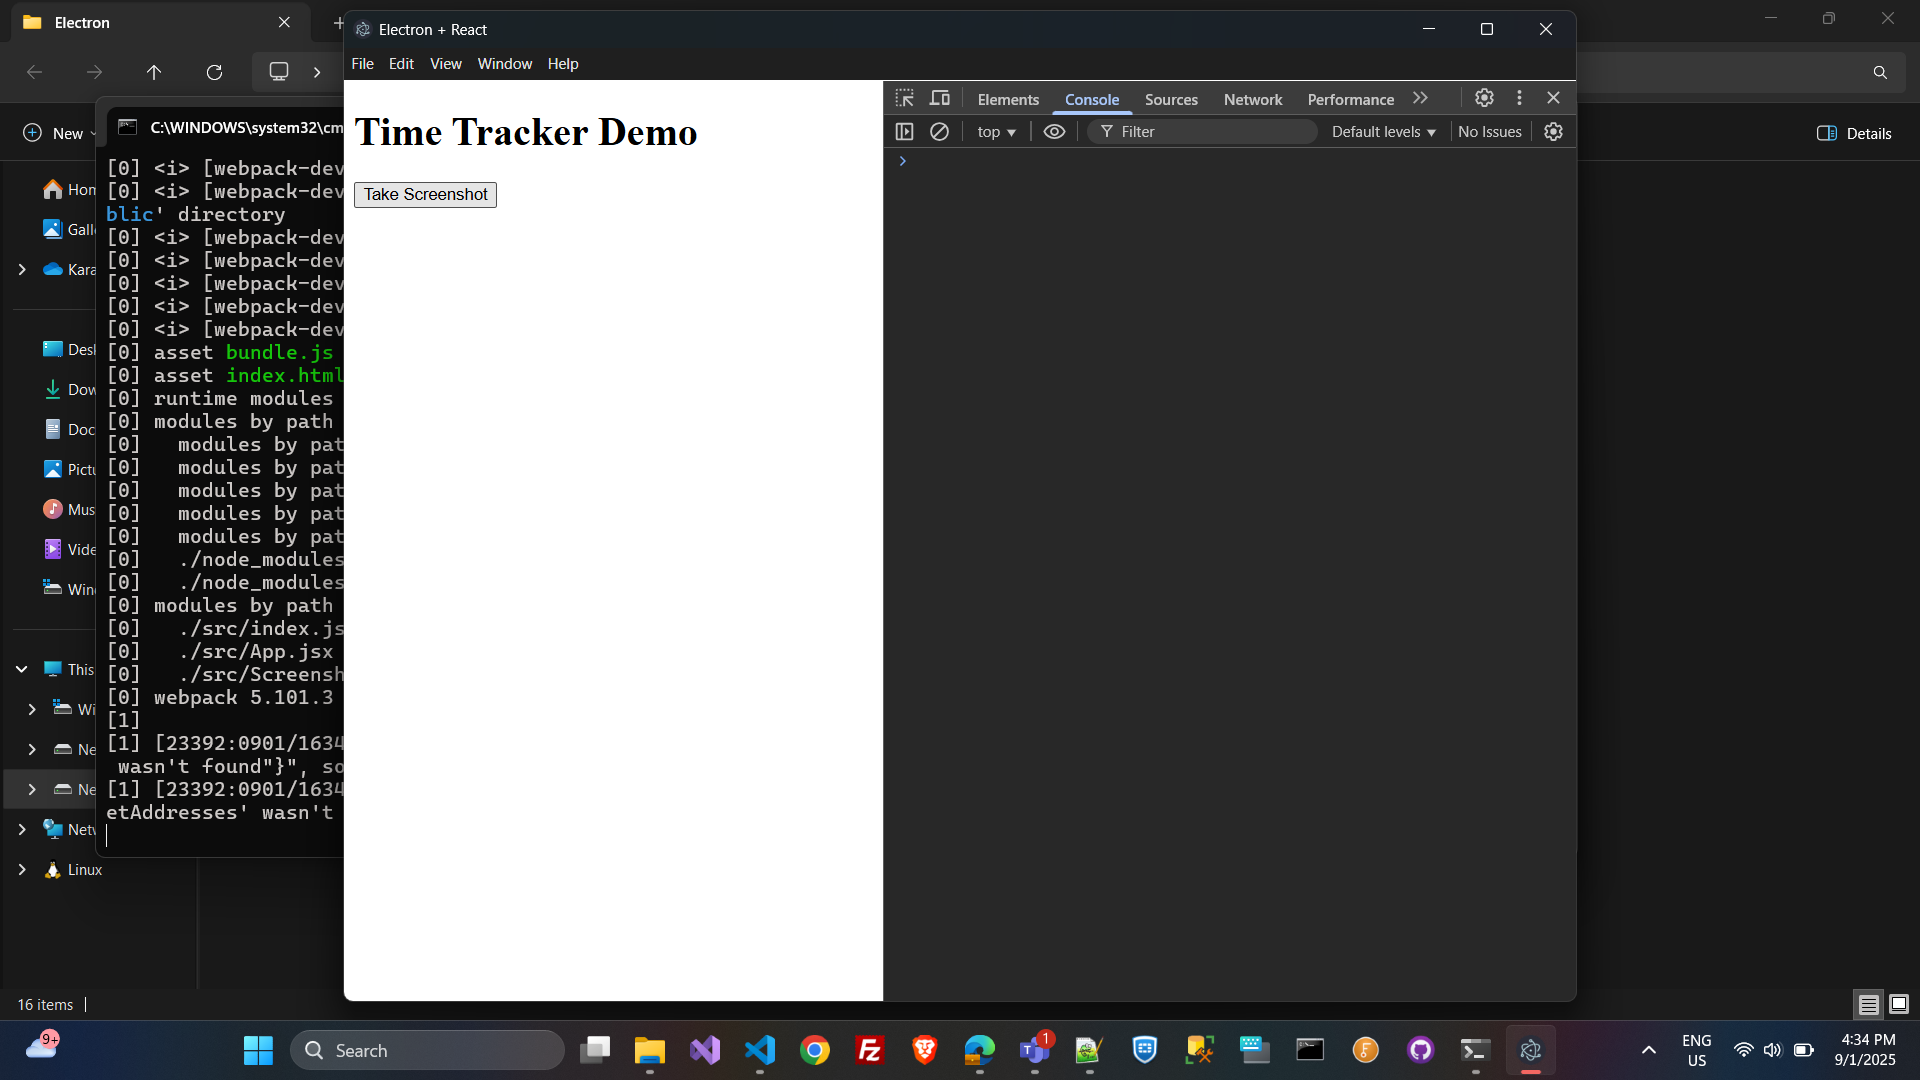 Electron
Electron + React
File Edit View Window Help
New
Details
C:\WINDOWS\system32\cm
Time Tracker Demo
Take Screenshot
Elements Console Sources Network Performance
top Filter Default levels No Issues
[0] <i> [webpack-dev
[0] <i> [webpack-dev
blic' directory
[0] <i> [webpack-dev
[0] <i> [webpack-dev
[0] <i> [webpack-dev
[0] <i> [webpack-dev
[0] <i> [webpack-dev
[0] asset bundle.js
[0] asset index.html
[0] runtime modules
[0] modules by path
[0] modules by pat
[0] modules by pat
[0] modules by pat
[0] modules by pat
[0] modules by pat
[0] ./node_modules
[0] ./node_modules
[0] modules by path
[0] ./src/index.js
[0] ./src/App.jsx
[0] ./src/Screensh
[0] webpack 5.101.3
[1]
[1] [23392:0901/1634
wasn't found"}", so
[1] [23392:0901/1634
etAddresses' wasn't
Hom
Galle
Kara
Desk
Dow
Doc
Pictu
Mus
Vide
Wind
This
Wi
Ne
Ne
Netw
Linux
16 items
9+
Search
1
ENG
US
4:34 PM
9/1/2025